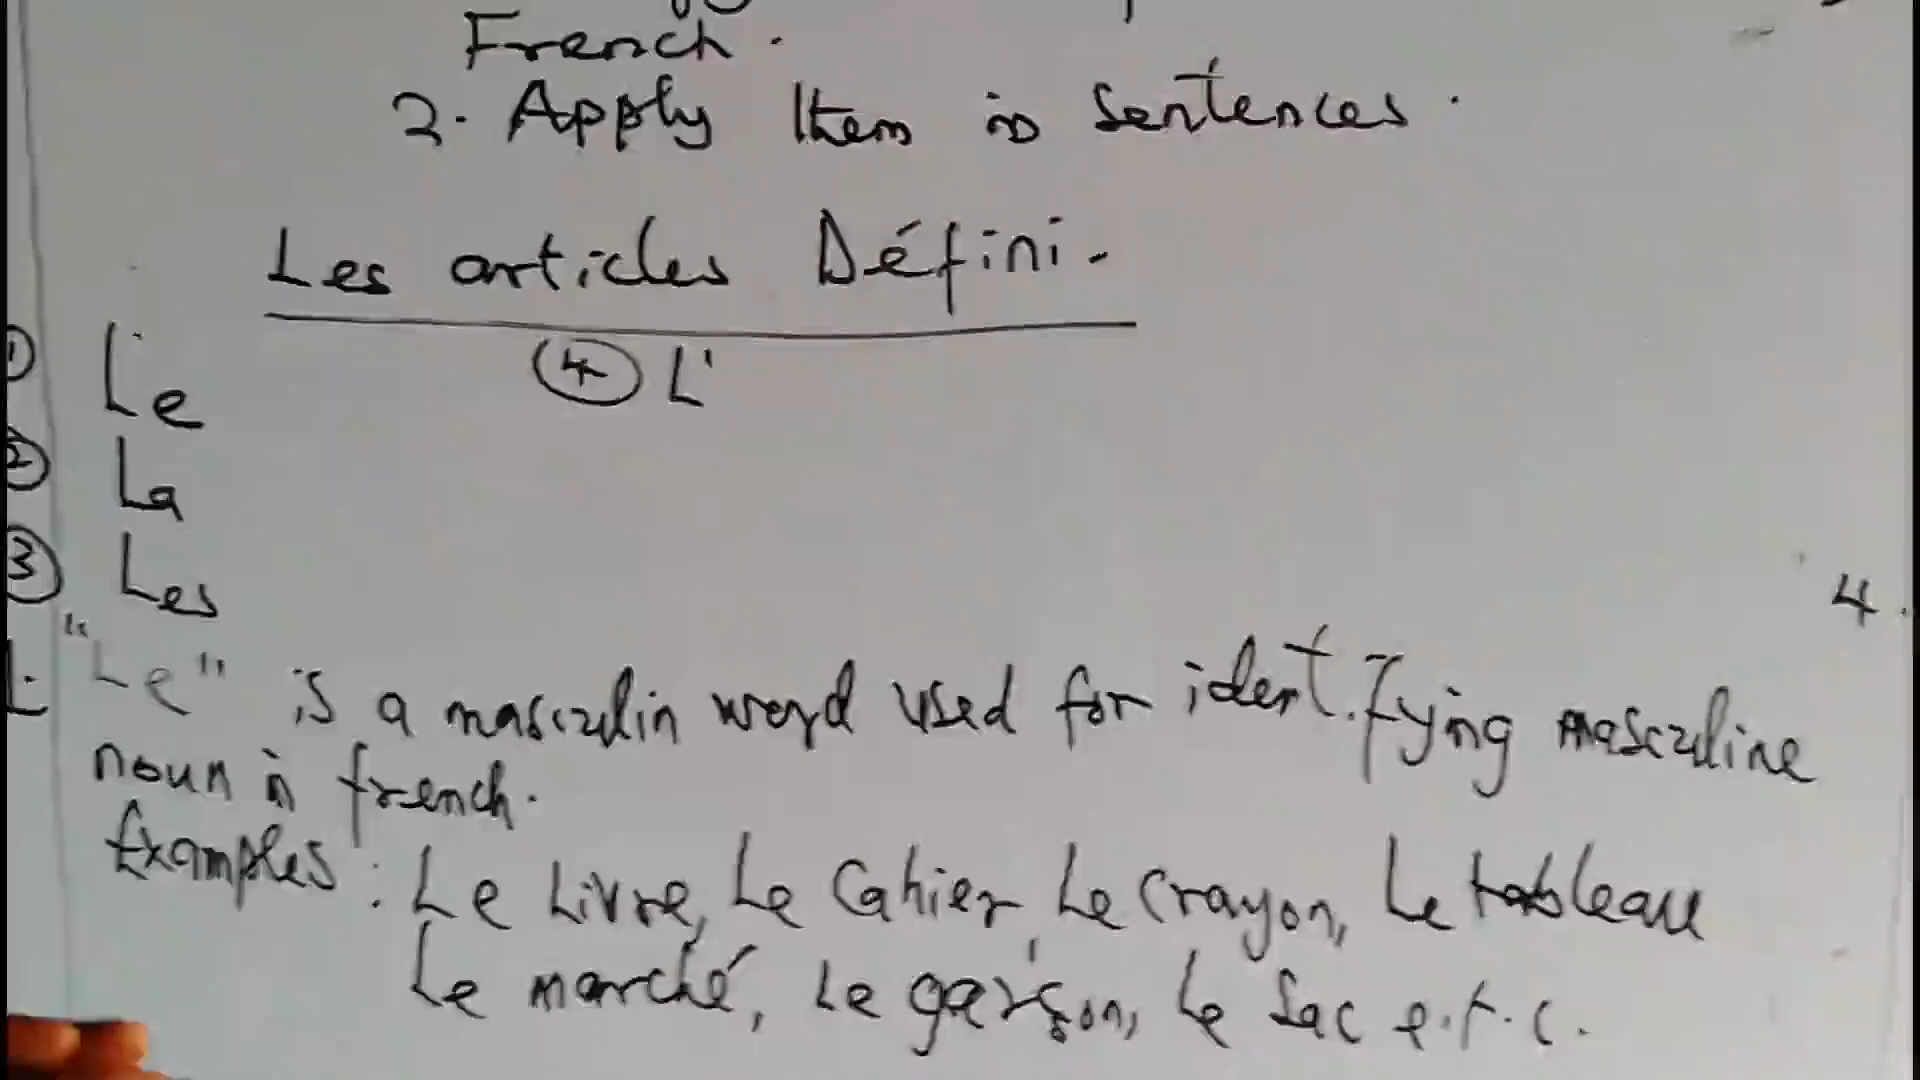 French.
2. Apply them in sentences.
Les articles Défini.
① Le
④ L'
② La
③ Les
4.
1. "Le" is a masculin word used for identifying masculine
noun in french.
Examples: Le Livre, Le Cahier, Le Crayon, Le tableau
Le marché, Le garçon, Le Sac e.t.c.